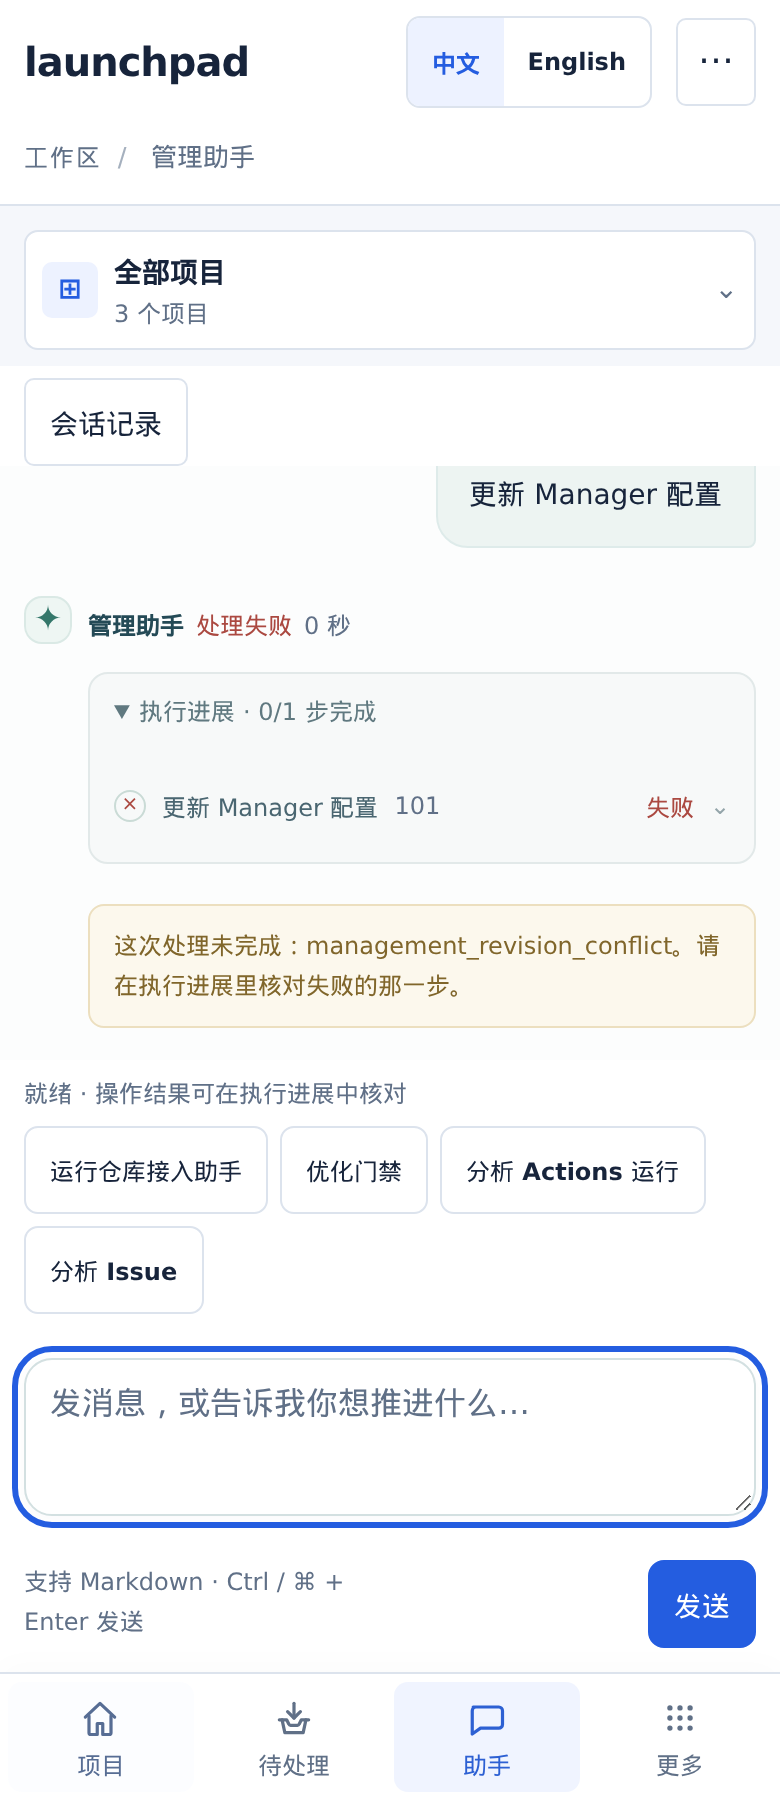 launchpad
中文 English ...
工作区 / 管理助手
全部项目
3 个项目
会话记录
更新 Manager 配置
管理助手 处理失败 0 秒
▼ 执行进展 · 0/1 步完成
更新 Manager 配置 101 失败
这次处理未完成：management_revision_conflict。请
在执行进展里核对失败的那一步。
就绪 · 操作结果可在执行进展中核对
运行仓库接入助手 优化门禁 分析 Actions 运行
分析 Issue
发消息，或告诉我你想推进什么…
支持 Markdown · Ctrl / ⌘ +
Enter 发送
发送
项目 待处理 助手 更多